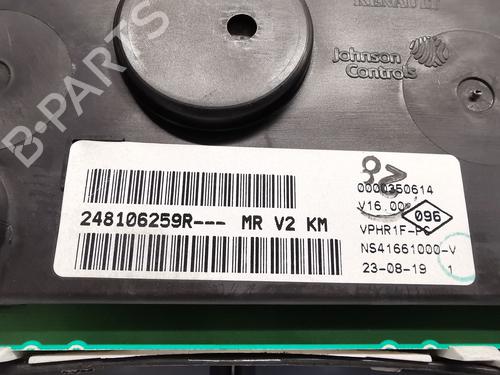 RENAULT
Johnson
Controls
B-PARTS
0000350614
V16.00
096
248106259R--- MR V2 KM
VPHR1F-PC
NS41661000-V
23-08-19 1